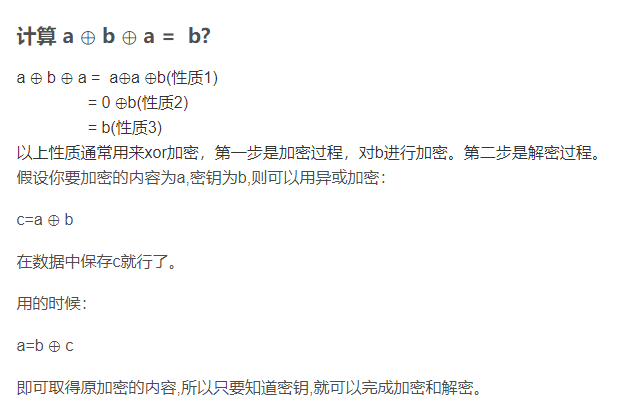 计算 a ⊕ b ⊕ a = b?
a ⊕ b ⊕ a = a⊕a ⊕b(性质1)
= 0 ⊕b(性质2)
= b(性质3)
以上性质通常用来xor加密，第一步是加密过程，对b进行加密。第二步是解密过程。
假设你要加密的内容为a,密钥为b,则可以用异或加密：
c=a ⊕ b
在数据中保存c就行了。
用的时候：
a=b ⊕ c
即可取得原加密的内容,所以只要知道密钥,就可以完成加密和解密。